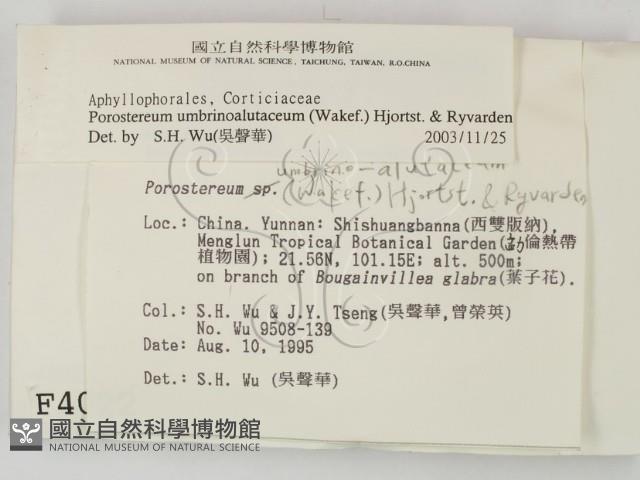 國立自然科學博物館
NATIONAL MUSEUM OF NATURAL SCIENCE, TAICHUNG, TAIWAN, R.O.CHINA
Aphyllophorales, Corticiaceae
Porostereum umbrinoalutaceum (Wakef.) Hjortst. & Ryvarden
Det. by S.H. Wu(吳聲華) 2003/11/25
umbrino-alutaceum
Porostereum sp. (Wakef.) Hjortst. & Ryvarden
Loc.: China. Yunnan: Shishuangbanna(西雙版納),
Menglun Tropical Botanical Garden(勐倫熱帶
植物園); 21.56N, 101.15E; alt. 500m;
on branch of Bougainvillea glabra(葉子花).
Col.: S.H. Wu & J.Y. Tseng(吳聲華,曾榮英)
No. Wu 9508-139
Date: Aug. 10, 1995
Det.: S.H. Wu (吳聲華)
F40
國立自然科學博物館
NATIONAL MUSEUM OF NATURAL SCIENCE